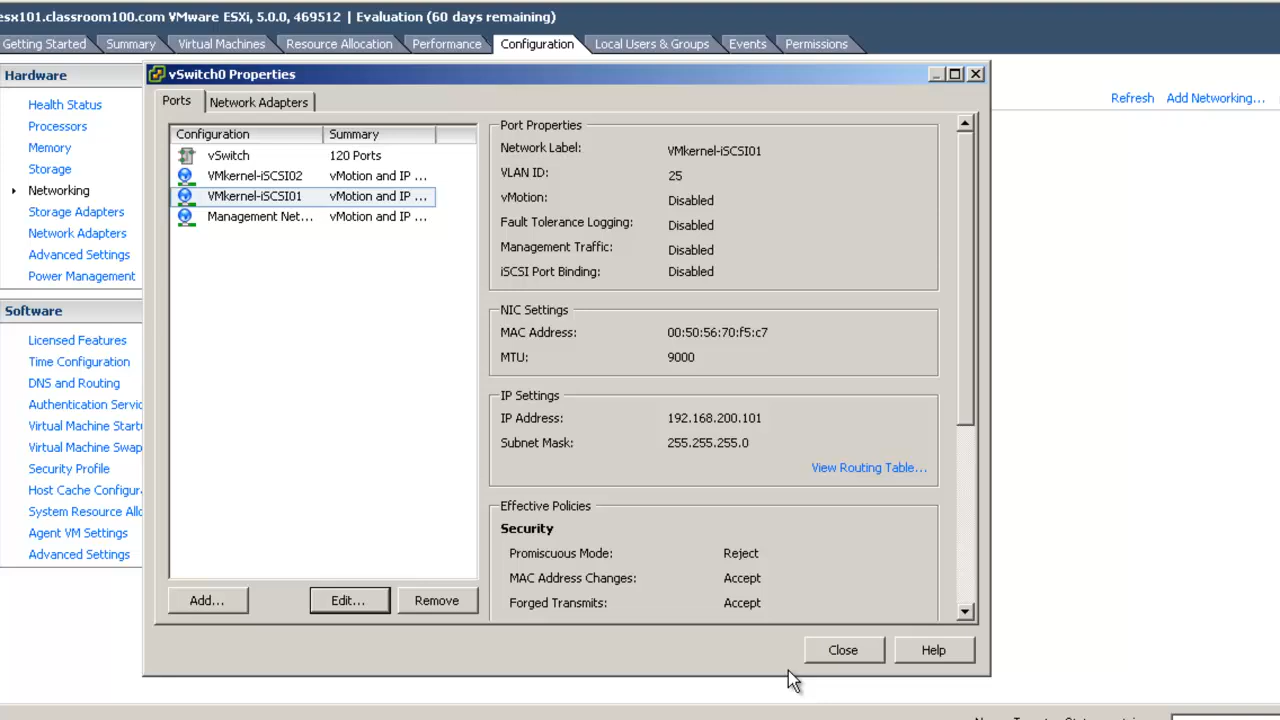 esx101.classroom100.com VMware ESXi, 5.0.0, 469512 | Evaluation (60 days remaining)
Getting Started Summary Virtual Machines Resource Allocation Performance Configuration Local Users & Groups Events Permissions
Hardware
Health Status
Processors
Memory
Storage
Networking
Storage Adapters
Network Adapters
Advanced Settings
Power Management
Software
Licensed Features
Time Configuration
DNS and Routing
Authentication Servic
Virtual Machine Start
Virtual Machine Swap
Security Profile
Host Cache Configur
System Resource Allo
Agent VM Settings
Advanced Settings
Refresh Add Networking...
vSwitch0 Properties
Ports Network Adapters
Configuration Summary
vSwitch 120 Ports
VMkernel-iSCSI02 vMotion and IP ...
VMkernel-iSCSI01 vMotion and IP ...
Management Net... vMotion and IP ...
Add... Edit... Remove
Port Properties
Network Label: VMkernel-iSCSI01
VLAN ID: 25
vMotion: Disabled
Fault Tolerance Logging: Disabled
Management Traffic: Disabled
iSCSI Port Binding: Disabled
NIC Settings
MAC Address: 00:50:56:70:f5:c7
MTU: 9000
IP Settings
IP Address: 192.168.200.101
Subnet Mask: 255.255.255.0
View Routing Table...
Effective Policies
Security
Promiscuous Mode: Reject
MAC Address Changes: Accept
Forged Transmits: Accept
Close Help